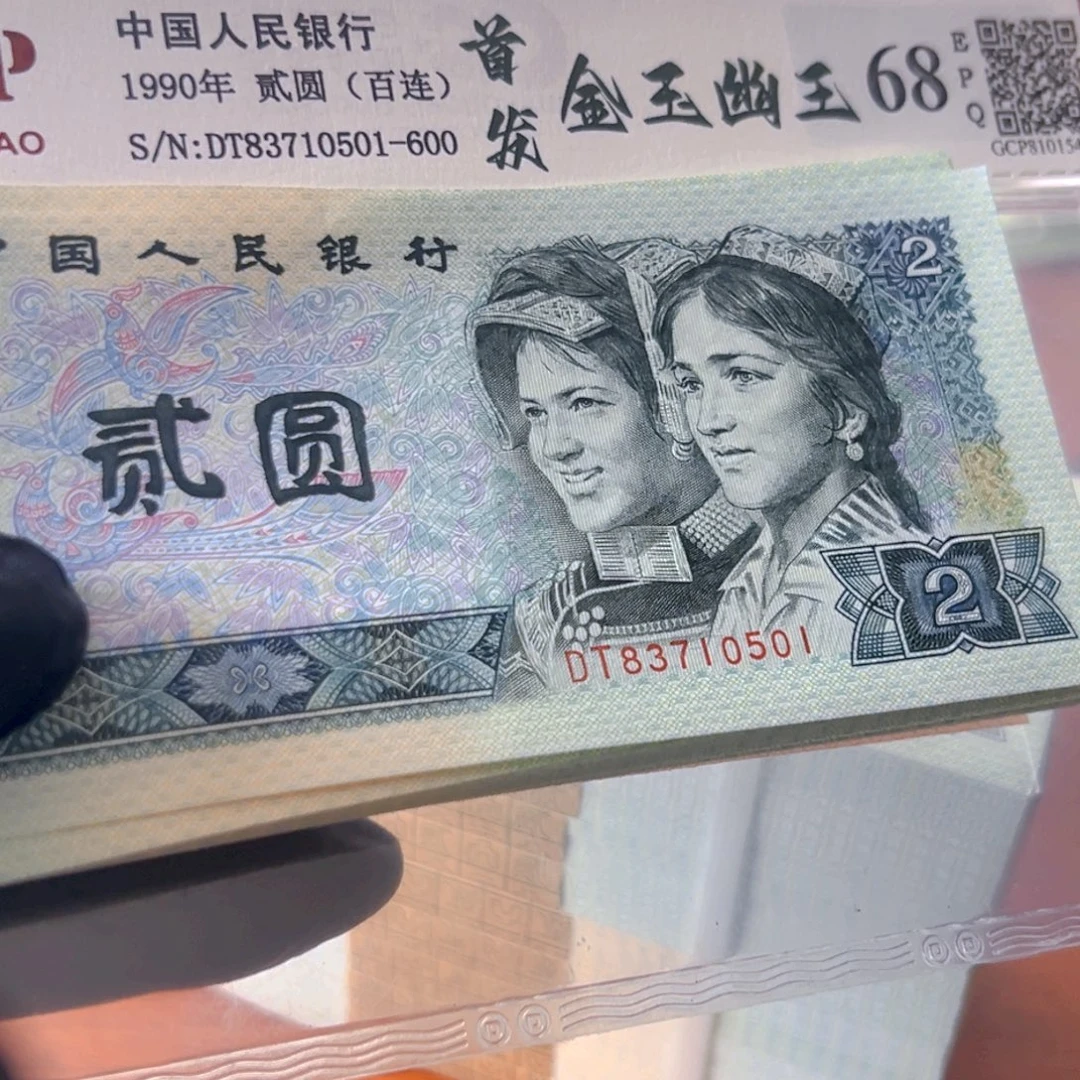 中国人民银行
1990年 贰圆（百连）
S/N:DT83710501-600
首发
金玉幽王
68
EPQ
AO
国人民银行
2
贰圆
2
DT83710501